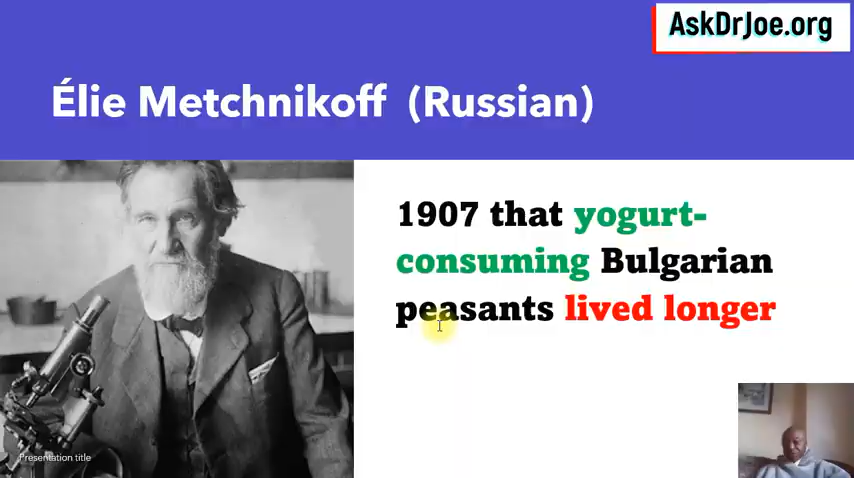 AskDrJoe.org
Élie Metchnikoff (Russian)
1907 that yogurt-
consuming Bulgarian
peasants lived longer
Presentation title